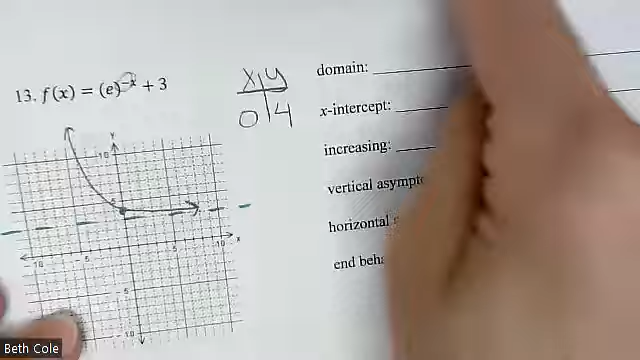 13. f(x) = (e)^{-x} + 3
x, y
0 4
domain:
x-intercept:
increasing:
vertical asympt
horizontal
end beh
y
10
5
-10
-5
5
10
x
-5
-10
Beth Cole